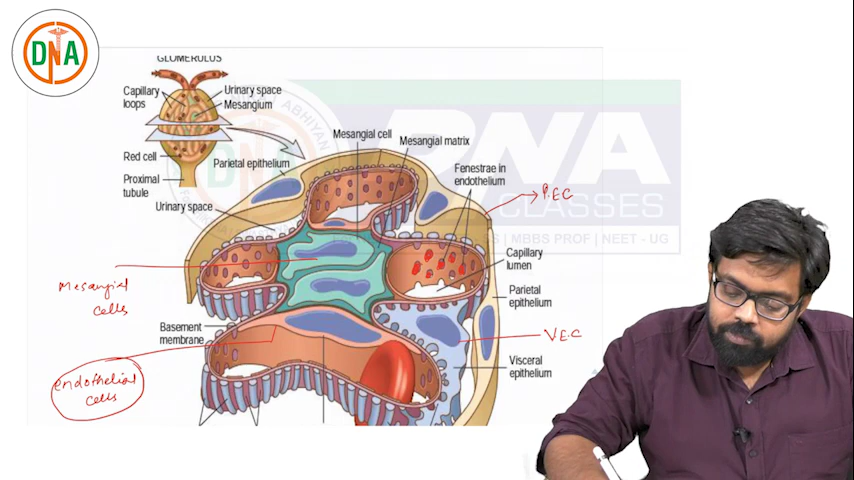 DNA
GLOMERULUS
Capillary
loops
Urinary space
Mesangium
Red cell
Proximal
tubule
Parietal epithelium
Urinary space
Mesangial cell
Mesangial matrix
Fenestrae in
endothelium
P.EC
DNA
CLASSES
| MBBS PROF | NEET - UG
Capillary
lumen
Mesangial
cells
Parietal
epithelium
Basement
membrane
V.E.C
Visceral
epithelium
endothelial
cells